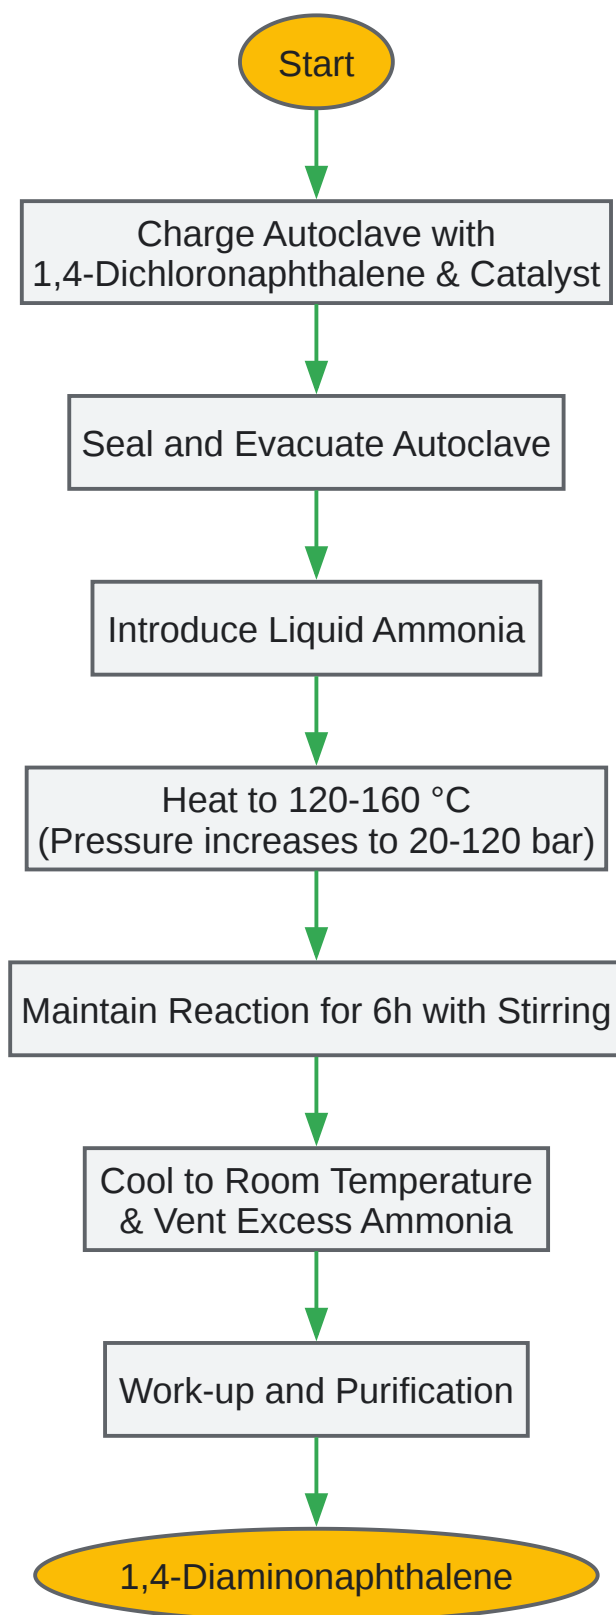 Start
Charge Autoclave with
1,4-Dichloronaphthalene & Catalyst
Seal and Evacuate Autoclave
Introduce Liquid Ammonia
Heat to 120-160 °C
(Pressure increases to 20-120 bar)
Maintain Reaction for 6h with Stirring
Cool to Room Temperature
& Vent Excess Ammonia
Work-up and Purification
1,4-Diaminonaphthalene